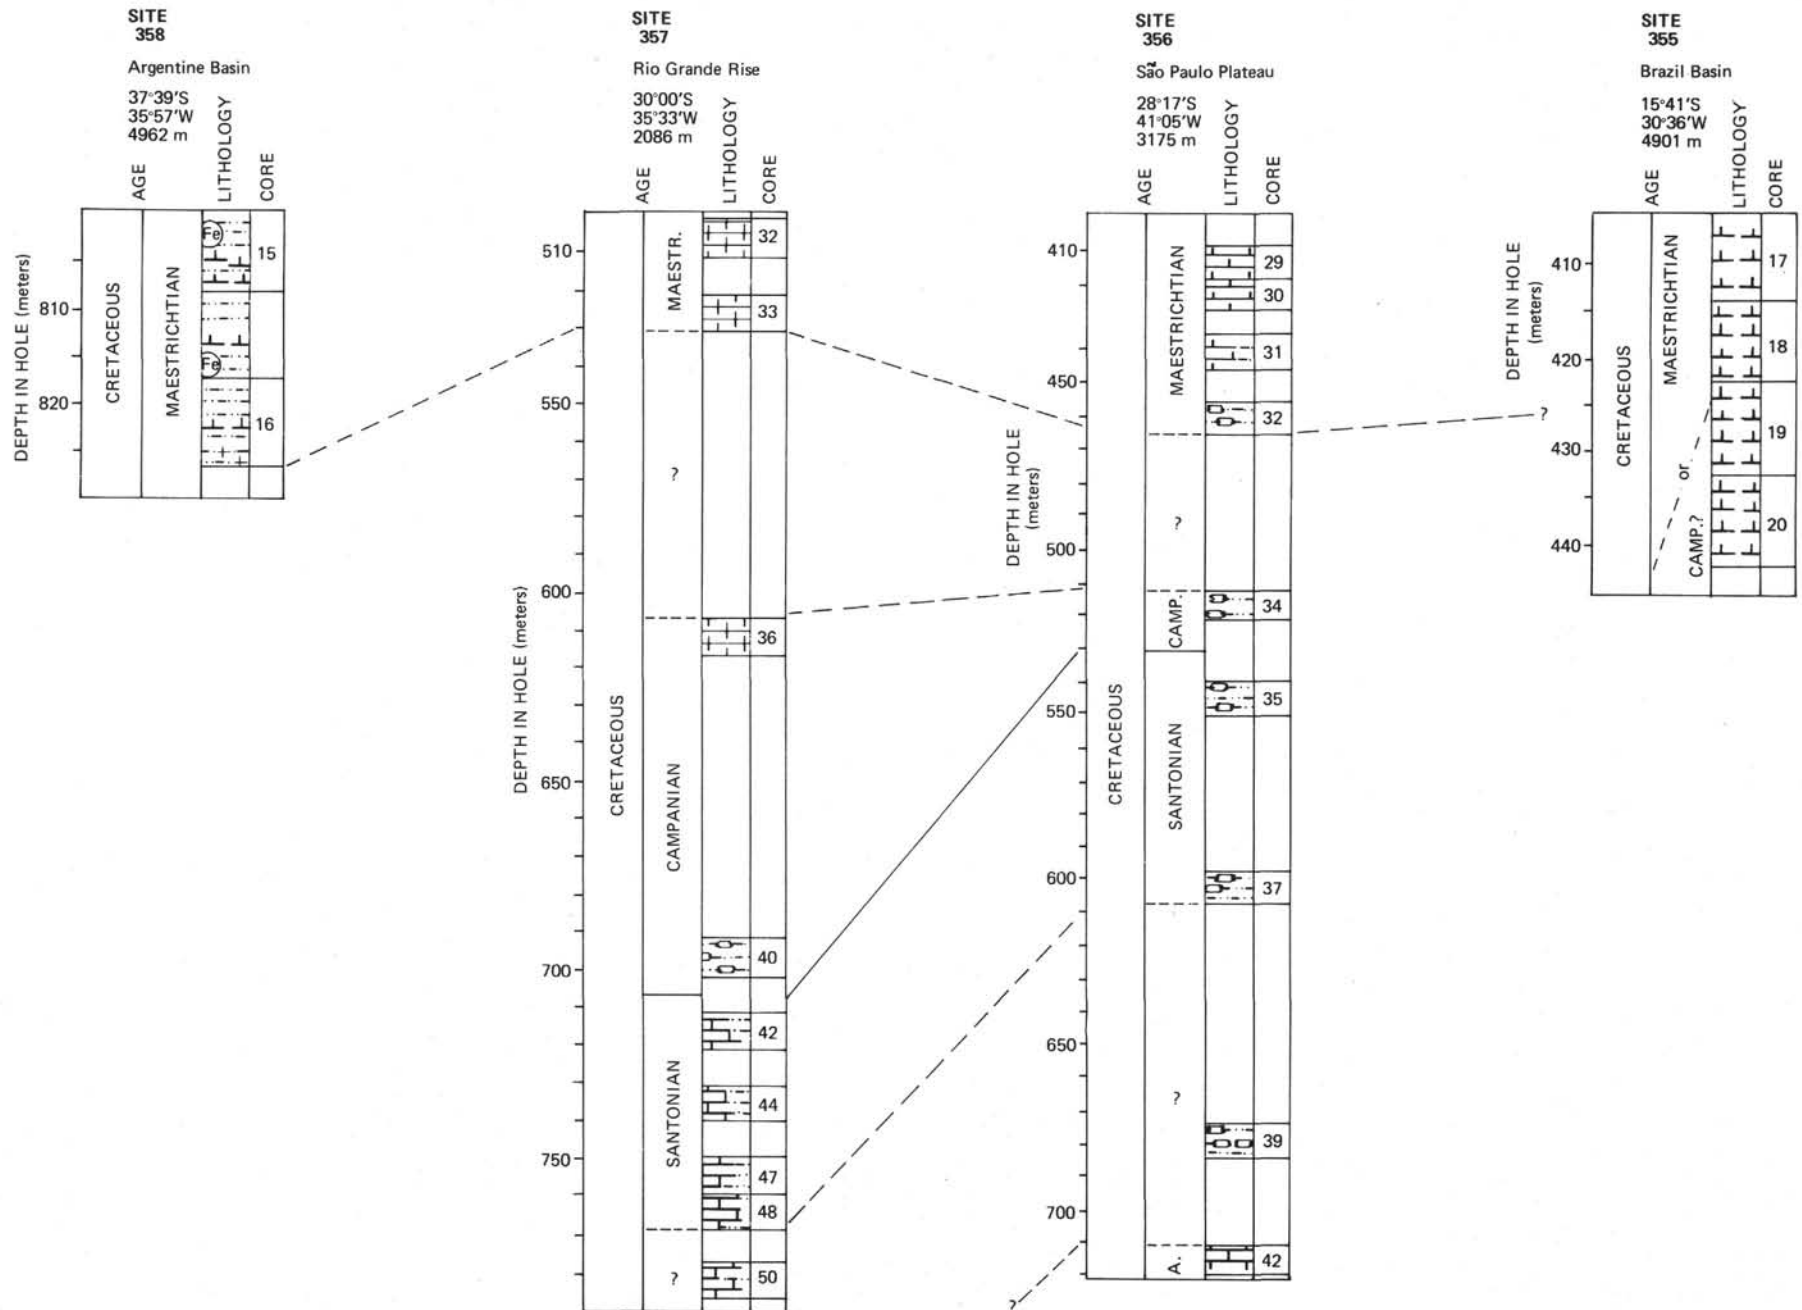 SITE
358
Argentine Basin
37°39'S
35°57'W
4962 m
AGE
LITHOLOGY
CORE
DEPTH IN HOLE (meters)
810
820
CRETACEOUS
MAESTRICHTIAN
Fe
Fe
15
16
SITE
357
Rio Grande Rise
30°00'S
35°33'W
2086 m
AGE
LITHOLOGY
CORE
DEPTH IN HOLE (meters)
510
550
600
650
700
750
CRETACEOUS
MAESTR.
?
CAMPANIAN
SANTONIAN
?
32
33
36
40
42
44
47
48
50
SITE
356
São Paulo Plateau
28°17'S
41°05'W
3175 m
AGE
LITHOLOGY
CORE
DEPTH IN HOLE
(meters)
410
450
500
550
600
650
700
?
CRETACEOUS
MAESTRICHTIAN
?
CAMP.
SANTONIAN
?
A.
29
30
31
32
34
35
37
39
42
SITE
355
Brazil Basin
15°41'S
30°36'W
4901 m
AGE
LITHOLOGY
CORE
DEPTH IN HOLE
(meters)
410
420
?
430
440
CRETACEOUS
MAESTRICHTIAN
or
CAMP.?
17
18
19
20